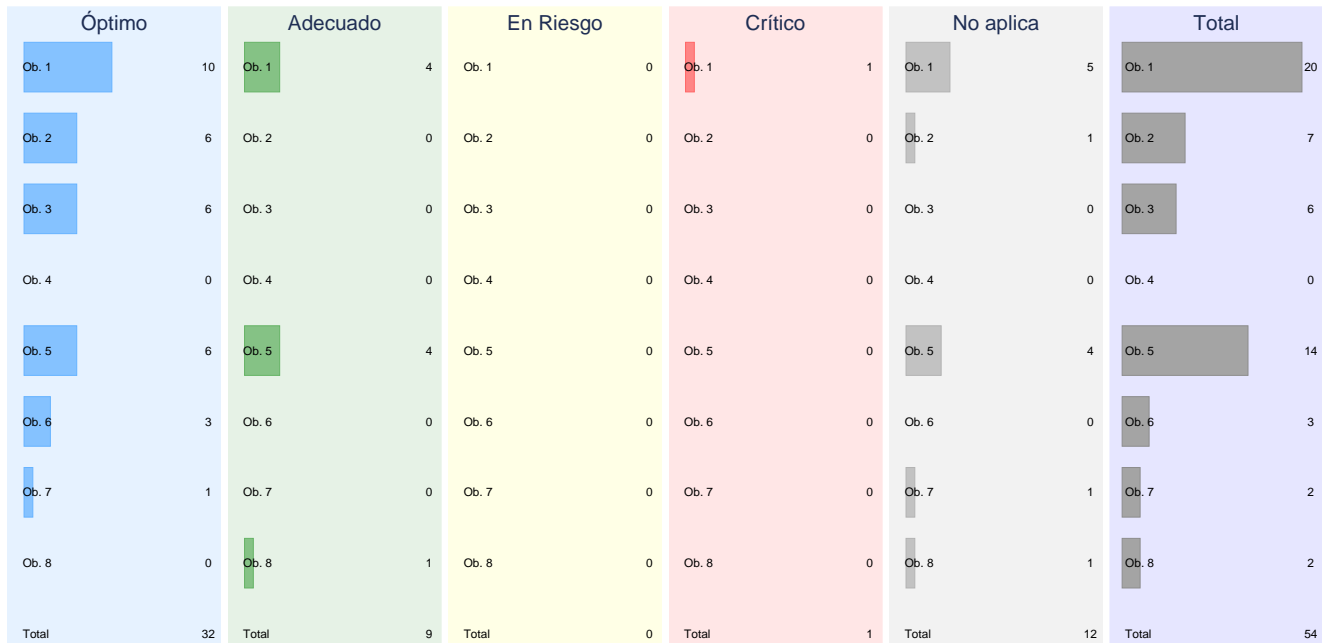 Óptimo Adecuado En Riesgo Crítico No aplica Total
Ob. 1 10 Ob. 1 4 Ob. 1 0 Ob. 1 1 Ob. 1 5 Ob. 1 20
Ob. 2 6 Ob. 2 0 Ob. 2 0 Ob. 2 0 Ob. 2 1 Ob. 2 7
Ob. 3 6 Ob. 3 0 Ob. 3 0 Ob. 3 0 Ob. 3 0 Ob. 3 6
Ob. 4 0 Ob. 4 0 Ob. 4 0 Ob. 4 0 Ob. 4 0 Ob. 4 0
Ob. 5 6 Ob. 5 4 Ob. 5 0 Ob. 5 0 Ob. 5 4 Ob. 5 14
Ob. 6 3 Ob. 6 0 Ob. 6 0 Ob. 6 0 Ob. 6 0 Ob. 6 3
Ob. 7 1 Ob. 7 0 Ob. 7 0 Ob. 7 0 Ob. 7 1 Ob. 7 2
Ob. 8 0 Ob. 8 1 Ob. 8 0 Ob. 8 0 Ob. 8 1 Ob. 8 2
Total 32 Total 9 Total 0 Total 1 Total 12 Total 54